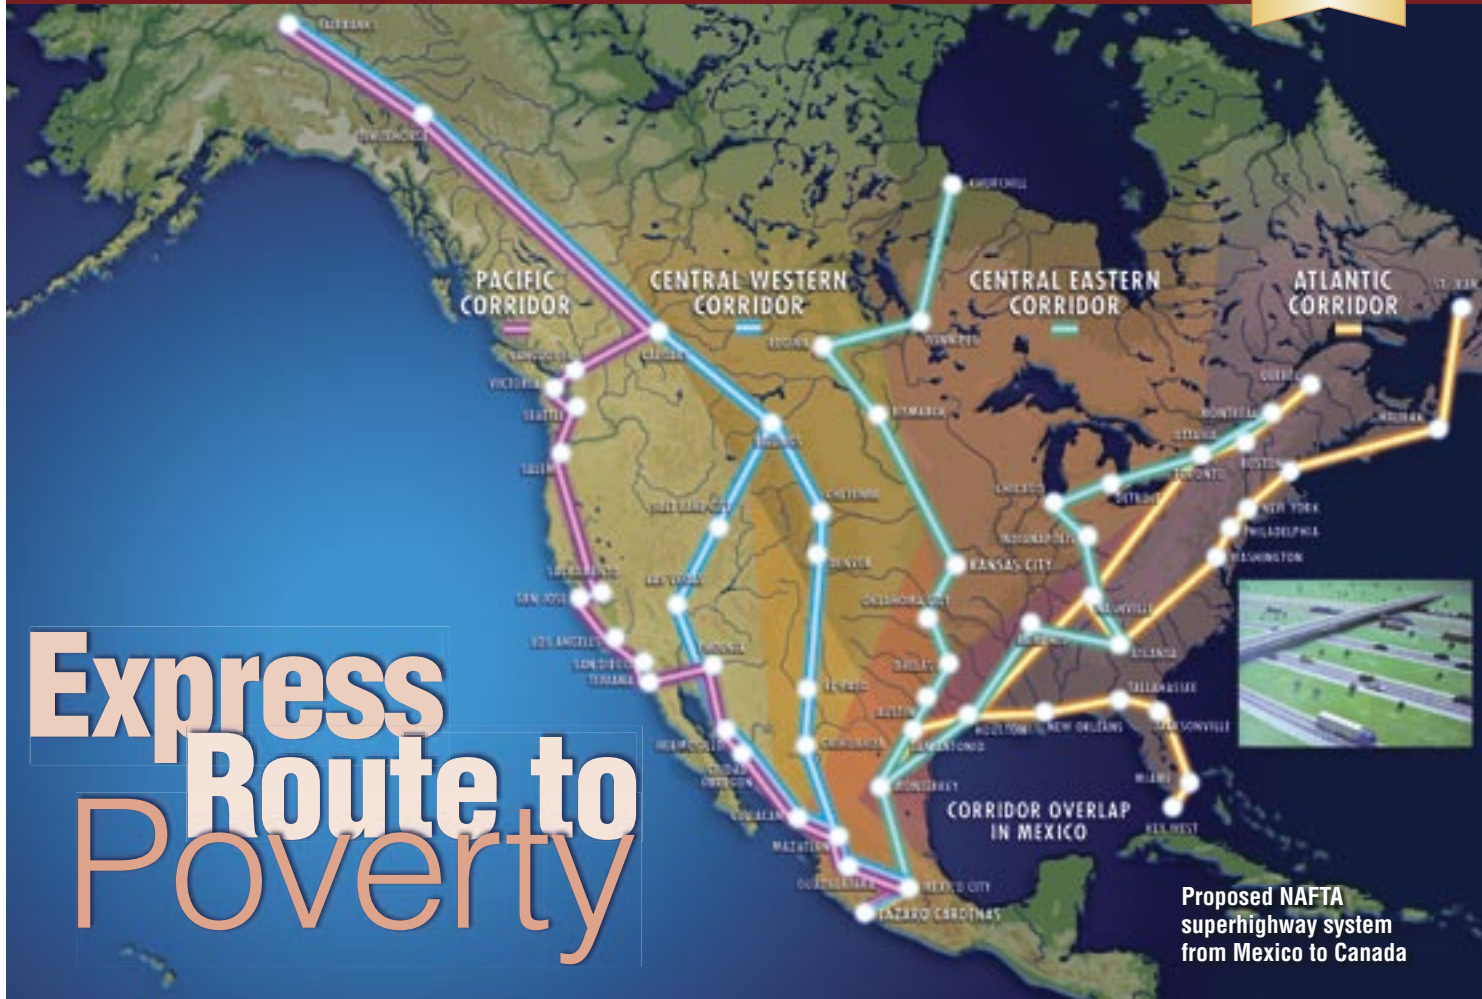 FAIRBANKS
WHITEHORSE
CHURCHILL
PACIFIC
CORRIDOR
CENTRAL WESTERN
CORRIDOR
CENTRAL EASTERN
CORRIDOR
ATLANTIC
CORRIDOR
WINNIPEG
REGINA
CALGARY
VANCOUVER
VICTORIA
SEATTLE
SALEM
BISMARCK
QUEBEC
MONTREAL
HALIFAX
OTTAWA
BOSTON
TORONTO
CHICAGO
DETROIT
NEW YORK
PHILADELPHIA
WASHINGTON
INDIANAPOLIS
CHEYENNE
SALT LAKE CITY
DENVER
KANSAS CITY
SACRAMENTO
SAN JOSE
LAS VEGAS
OKLAHOMA CITY
NASHVILLE
LOS ANGELES
SAN DIEGO
PHOENIX
DALLAS
ATLANTA
EL PASO
AUSTIN
TALLAHASSEE
HOUSTON
NEW ORLEANS
JACKSONVILLE
HERMOSILLO
CHIHUAHUA
SAN ANTONIO
MONTERREY
MIAMI
CULIACAN
KEY WEST
MAZATLAN
GUADALAJARA
MEXICO CITY
LAZARO CARDENAS
CORRIDOR OVERLAP
IN MEXICO
Express
Route to
Poverty
Proposed NAFTA
superhighway system
from Mexico to Canada